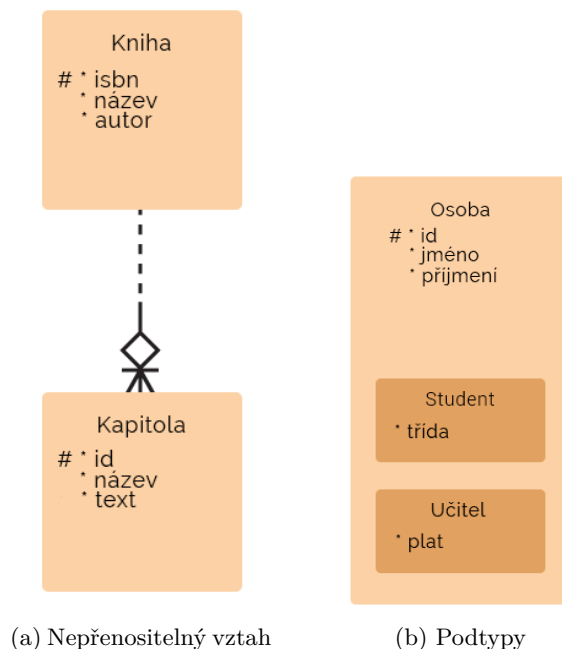 Kniha
# * isbn
* název
* autor
Kapitola
# * id
* název
* text
(a) Nepřenositelný vztah
Osoba
# * id
* jméno
* příjmení
Student
* třída
Učitel
* plat
(b) Podtypy